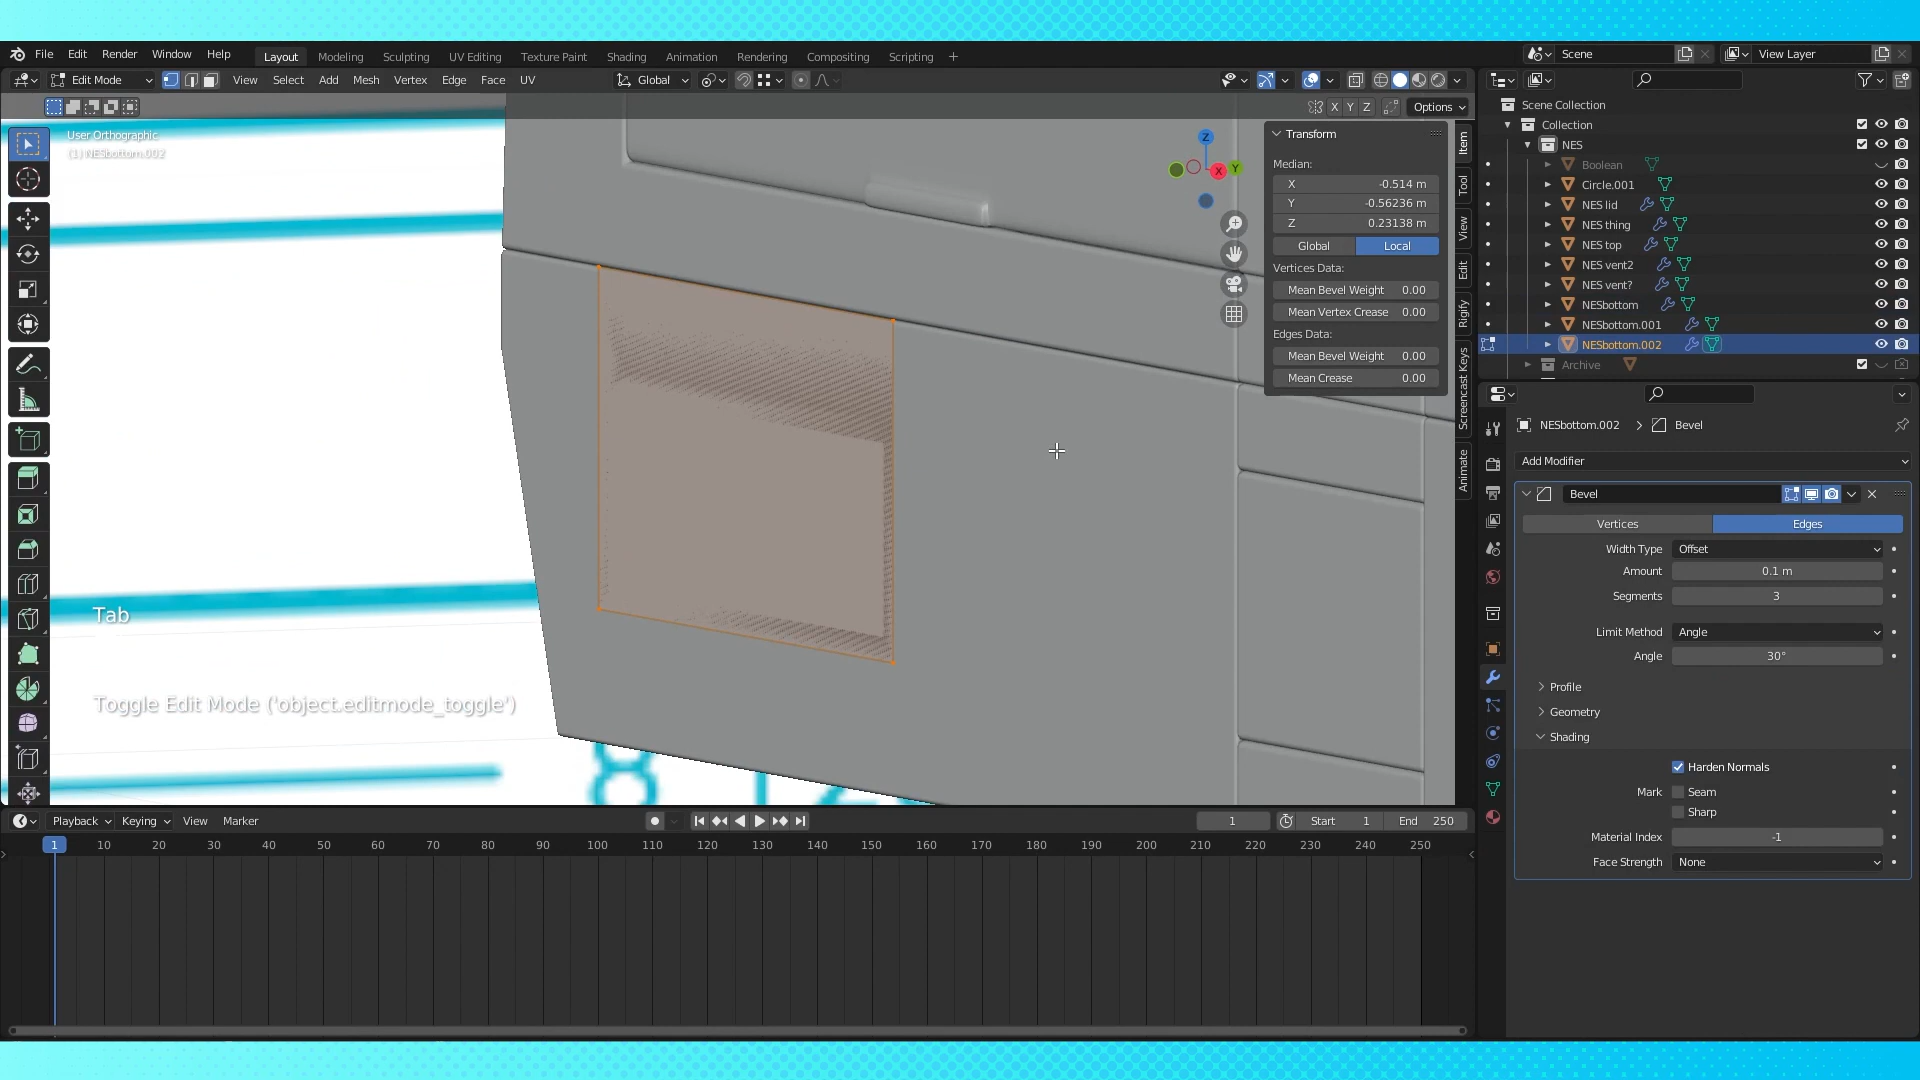 File Edit Render Window Help Layout Modeling Sculpting UV Editing Texture Paint Shading Animation Rendering Compositing Scripting Scene View Layer
Edit Mode View Select Add Mesh Vertex Edge Face UV Global
X Y Z Options
User Orthographic
(1) NESbottom.002
Z
Y
X
Transform
Median:
X -0.514 m
Y -0.56236 m
Z 0.23138 m
Global Local
Vertices Data:
Mean Bevel Weight 0.00
Mean Vertex Crease 0.00
Edges Data:
Mean Bevel Weight 0.00
Mean Crease 0.00
Item
Tool
View
Edit
Rigify
Screencast Keys
Animate
Scene Collection
Collection
NES
Boolean
Circle.001
NES lid
NES thing
NES top
NES vent2
NES vent?
NESbottom
NESbottom.001
NESbottom.002
Archive
NESbottom.002 Bevel
Add Modifier
Bevel
Vertices Edges
Width Type Offset
Amount 0.1 m
Segments 3
Limit Method Angle
Angle 30°
Profile
Geometry
Shading
Harden Normals
Mark Seam
Sharp
Material Index -1
Face Strength None
Tab
Toggle Edit Mode ('object.editmode_toggle')
Playback Keying View Marker 1 Start 1 End 250
1 10 20 30 40 50 60 70 80 90 100 110 120 130 140 150 160 170 180 190 200 210 220 230 240 250